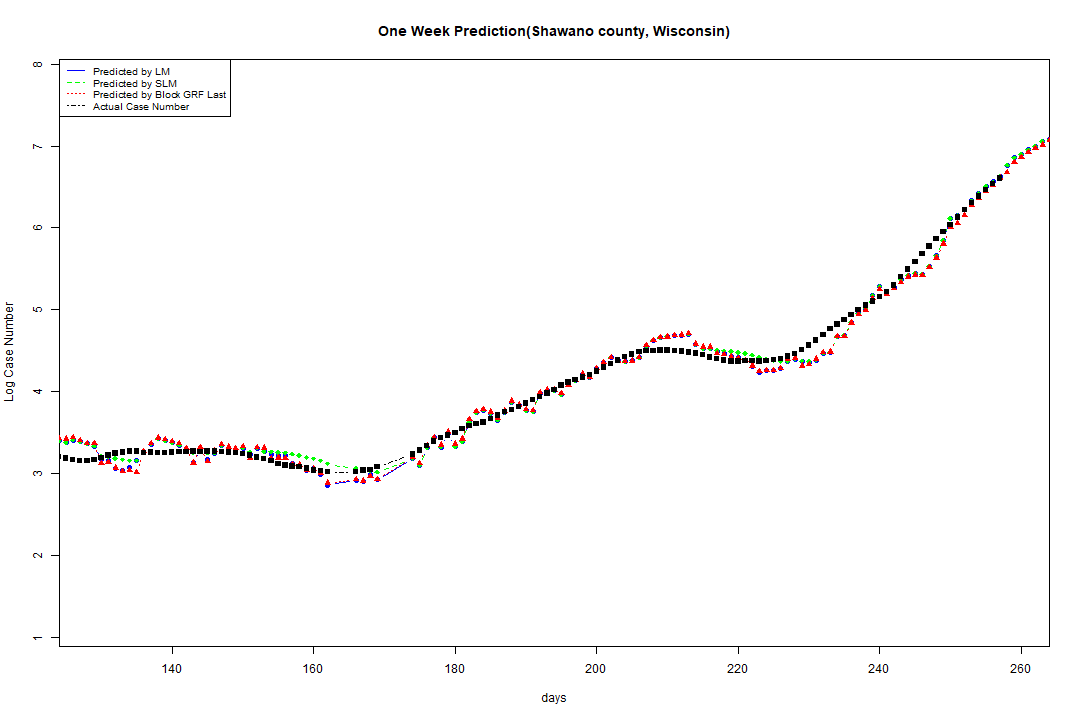 One Week Prediction(Shawano county, Wisconsin)
Predicted by LM
Predicted by SLM
Predicted by Block GRF Last
Actual Case Number
8
7
6
5
4
3
2
1
Log Case Number
140 160 180 200 220 240 260
days